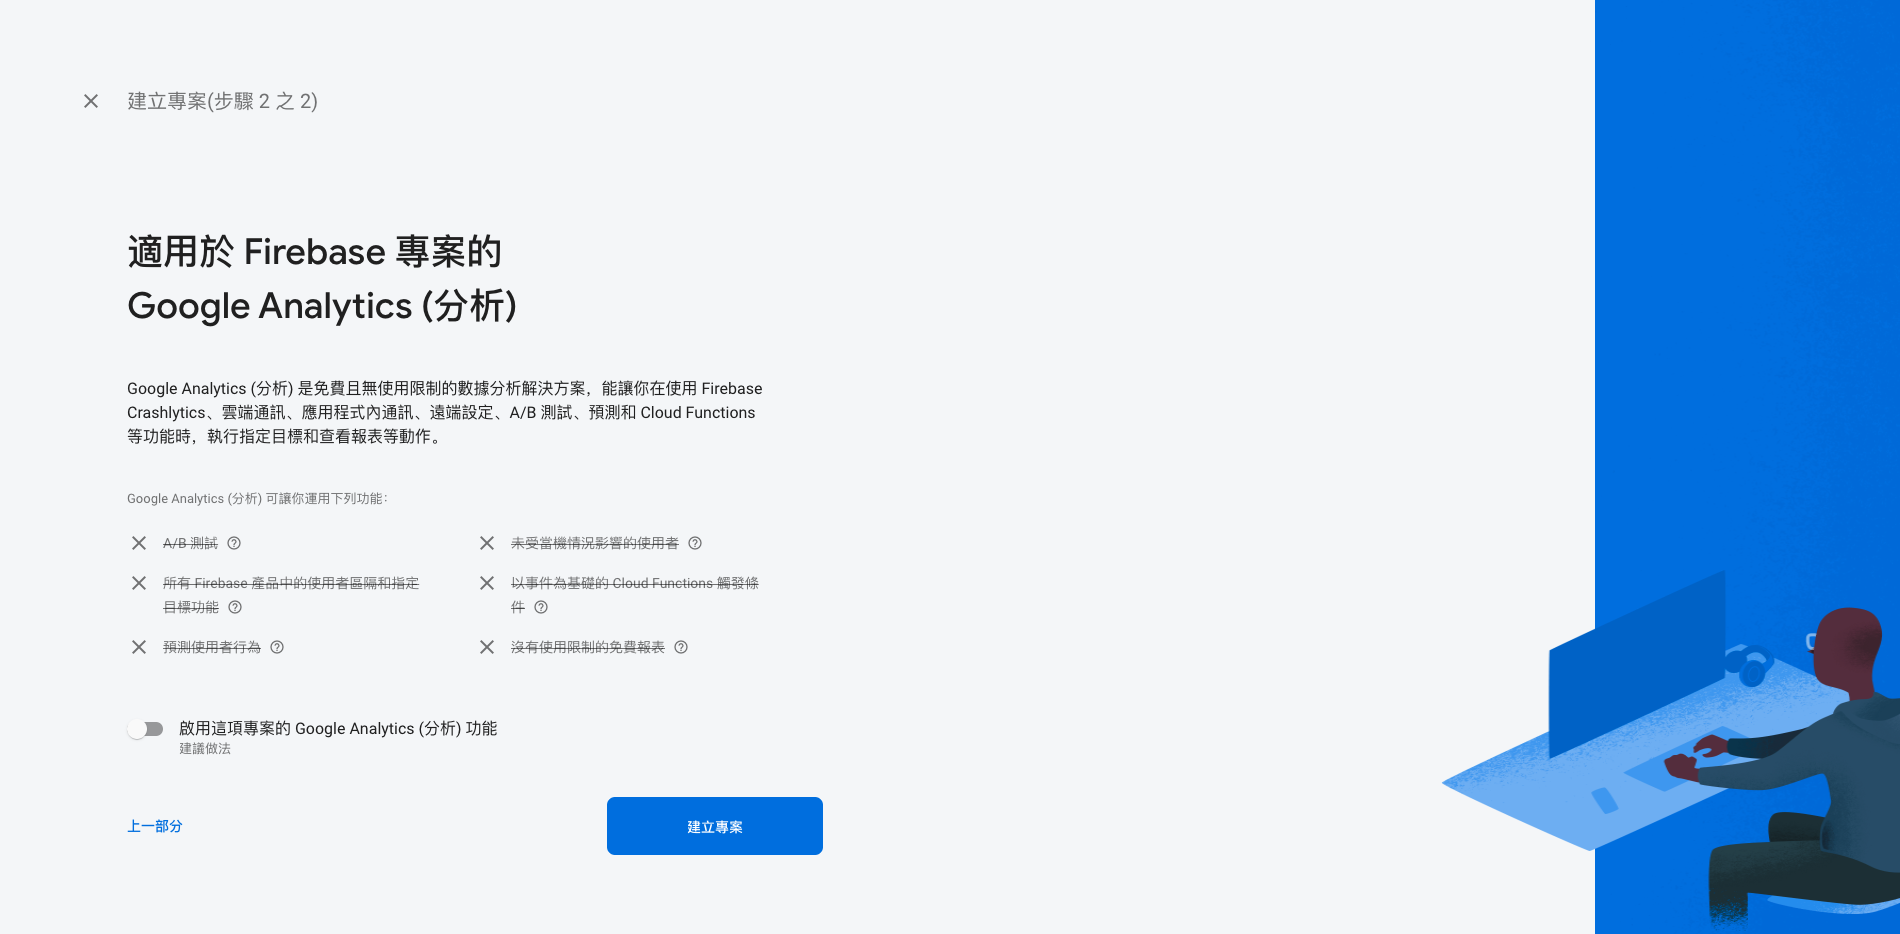 建立專案(步驟 2 之 2)
適用於 Firebase 專案的
Google Analytics (分析)
Google Analytics (分析) 是免費且無使用限制的數據分析解決方案，能讓你在使用 Firebase
Crashlytics、雲端通訊、應用程式內通訊、遠端設定、A/B 測試、預測和 Cloud Functions
等功能時，執行指定目標和查看報表等動作。
Google Analytics (分析) 可讓你運用下列功能：
A/B 測試
未受當機情況影響的使用者
所有 Firebase 產品中的使用者區隔和指定
目標功能
以事件為基礎的 Cloud Functions 觸發條
件
預測使用者行為
沒有使用限制的免費報表
啟用這項專案的 Google Analytics (分析) 功能
建議做法
上一部分
建立專案